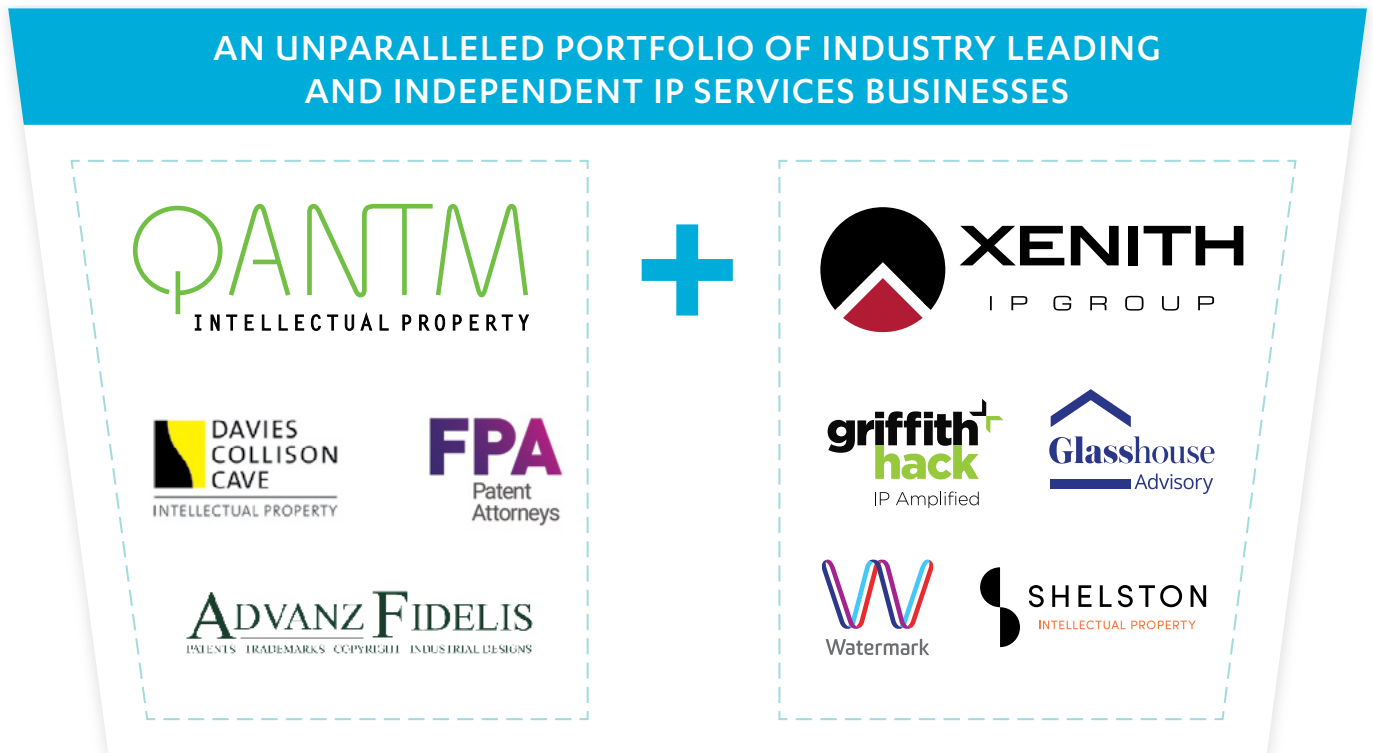 AN UNPARALLELED PORTFOLIO OF INDUSTRY LEADING
AND INDEPENDENT IP SERVICES BUSINESSES
QANTM
INTELLECTUAL PROPERTY
DAVIES
COLLISON
CAVE
INTELLECTUAL PROPERTY
FPA
Patent
Attorneys
ADVANZ FIDELIS
PATENTS TRADEMARKS COPYRIGHT INDUSTRIAL DESIGNS
+
XENITH
IP GROUP
griffith
hack
IP Amplified
Glasshouse
Advisory
Watermark
SHELSTON
INTELLECTUAL PROPERTY